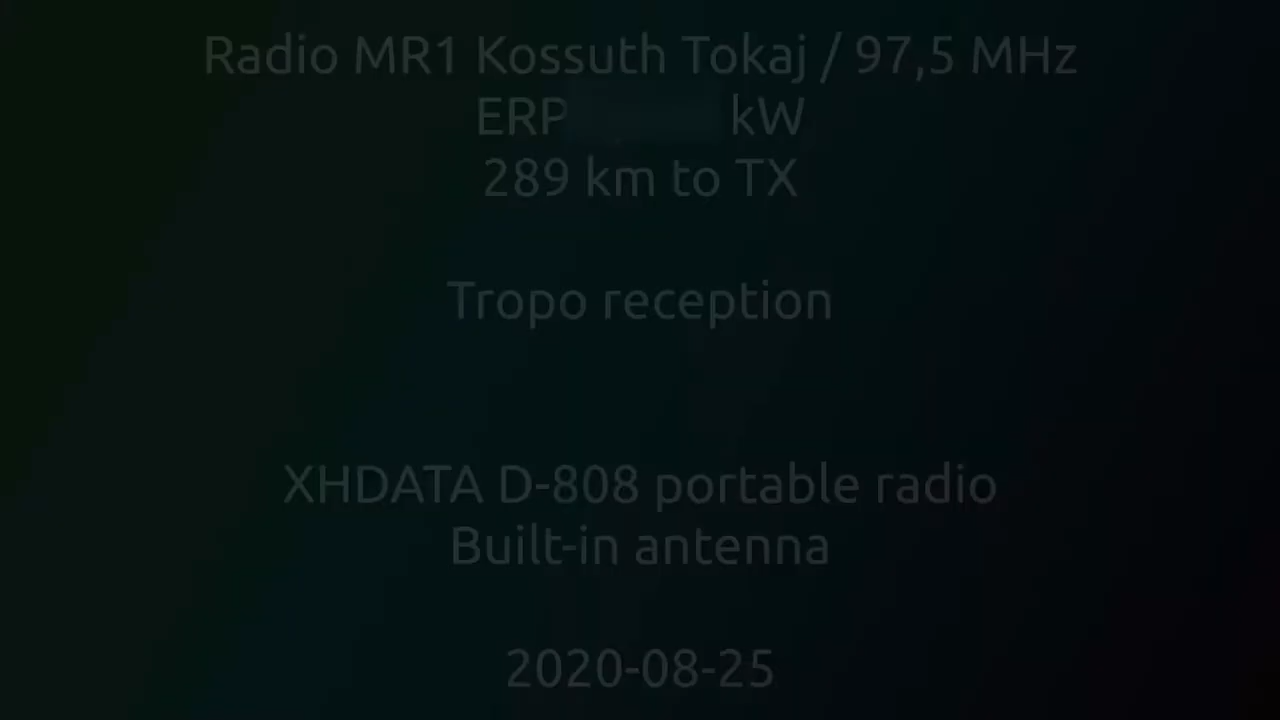 Radio MR1 Kossuth Tokaj / 97,5 MHz
ERP kW
289 km to TX
Tropo reception
XHDATA D-808 portable radio
Built-in antenna
2020-08-25